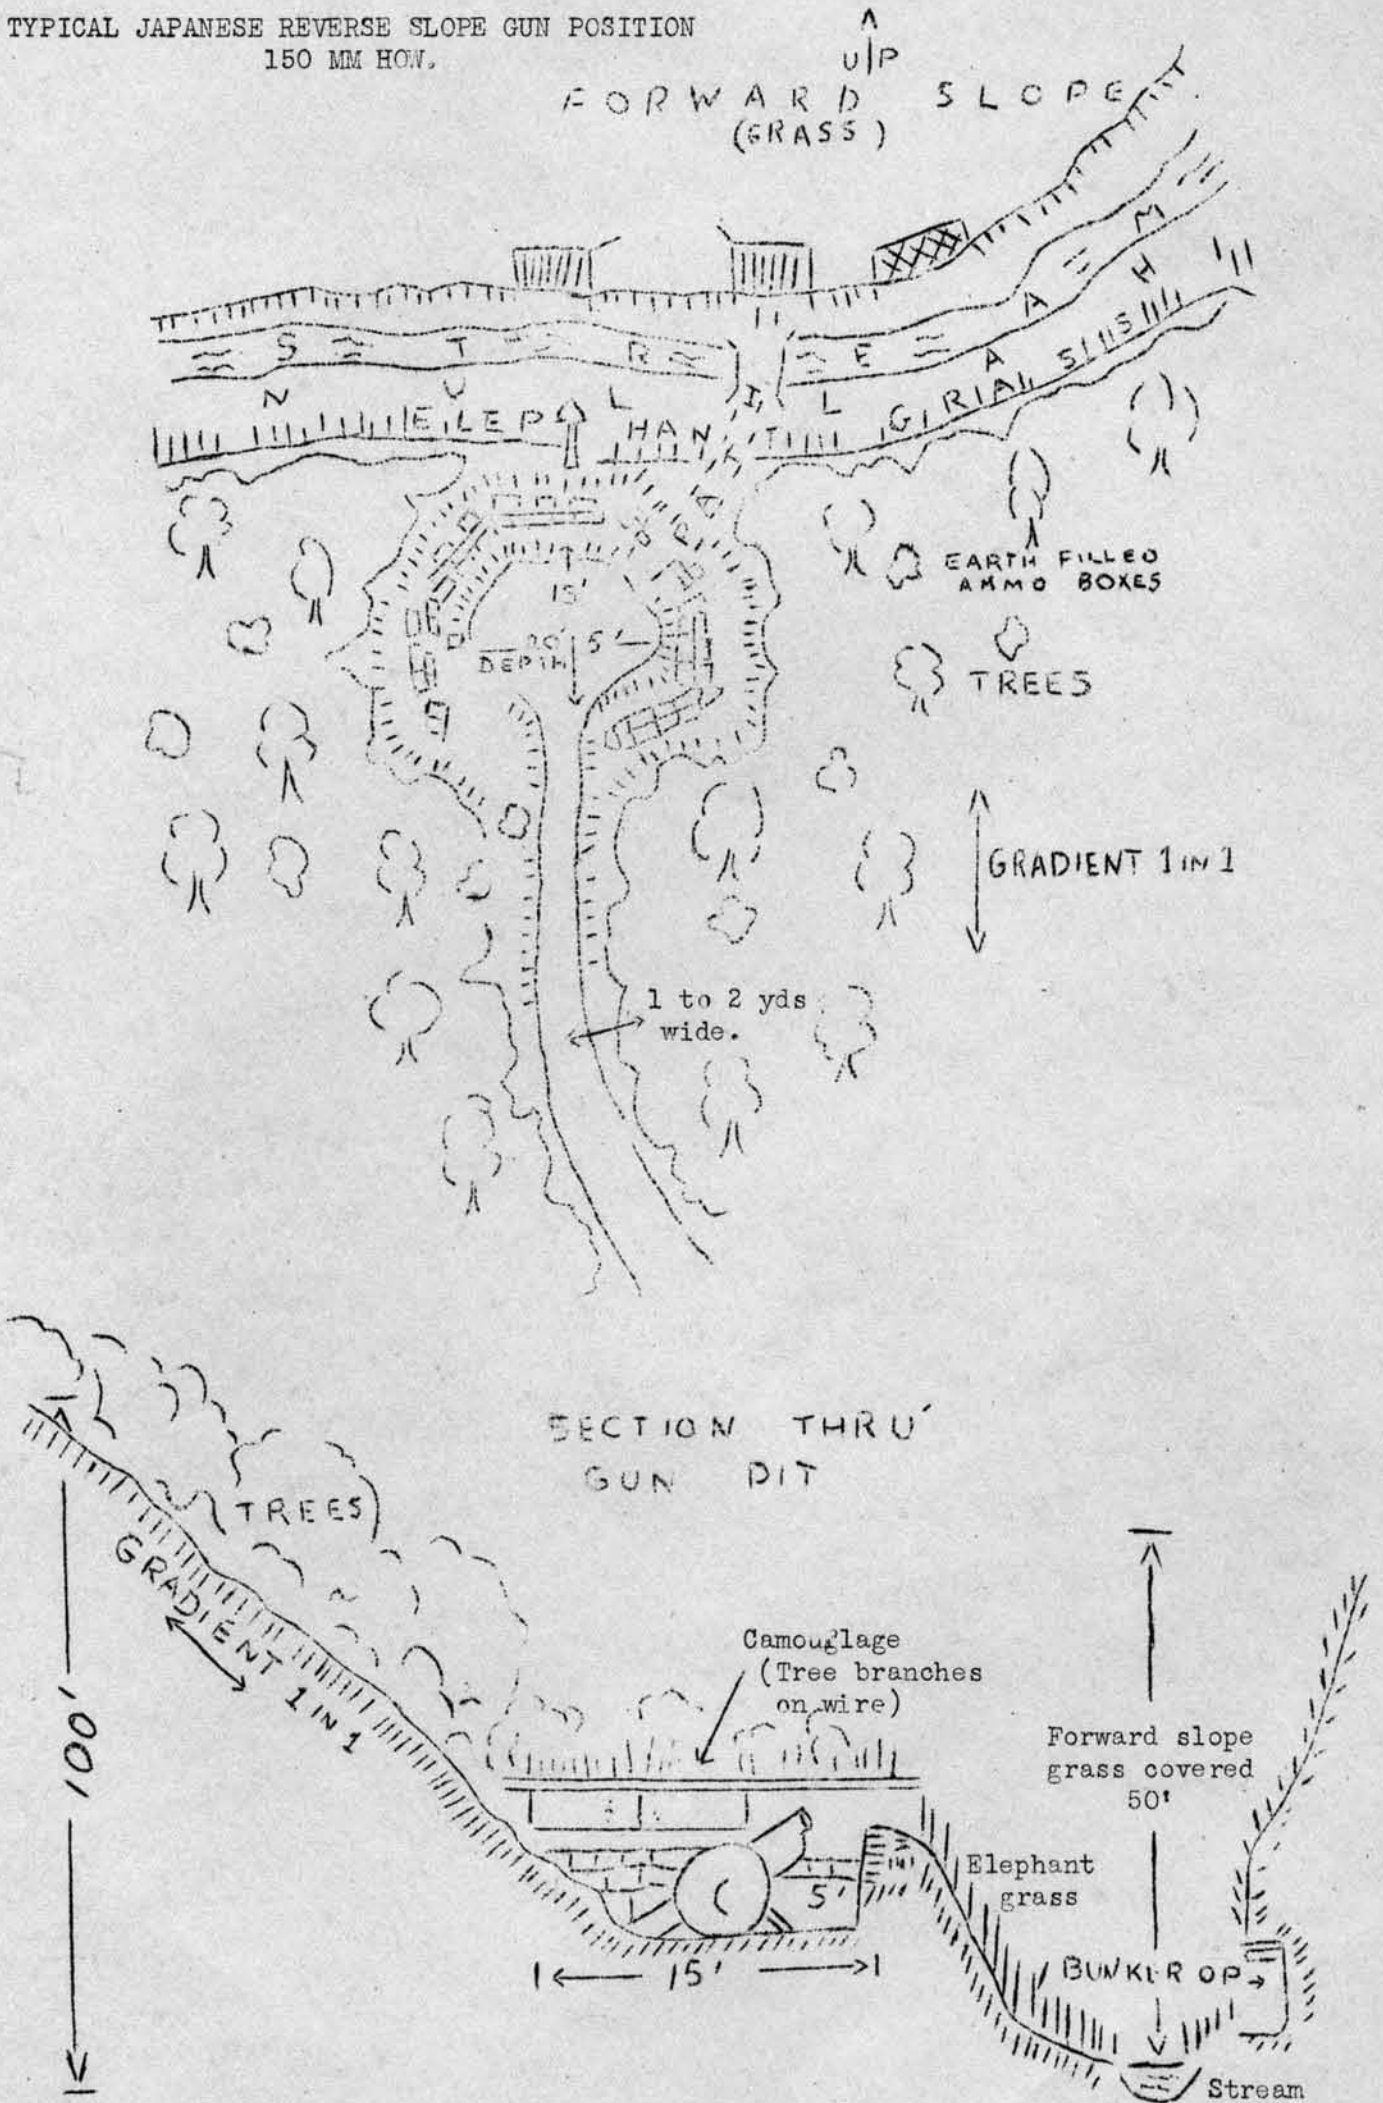 TYPICAL JAPANESE REVERSE SLOPE GUN POSITION
150 MM HOW.
UP
FORWARD SLOPE
(GRASS)
STREAM
NULLAH
ELEPHANT GRASS
EARTH FILLED
AMMO BOXES
15'
20'
DEPTH 5'
TREES
GRADIENT 1 IN 1
1 to 2 yds
wide.
SECTION THRU'
GUN PIT
TREES
GRADIENT 1 IN 1
100'
Camouglage
(Tree branches
on wire)
Forward slope
grass covered
50'
Elephant
grass
5'
15'
BUNKER OP
Stream